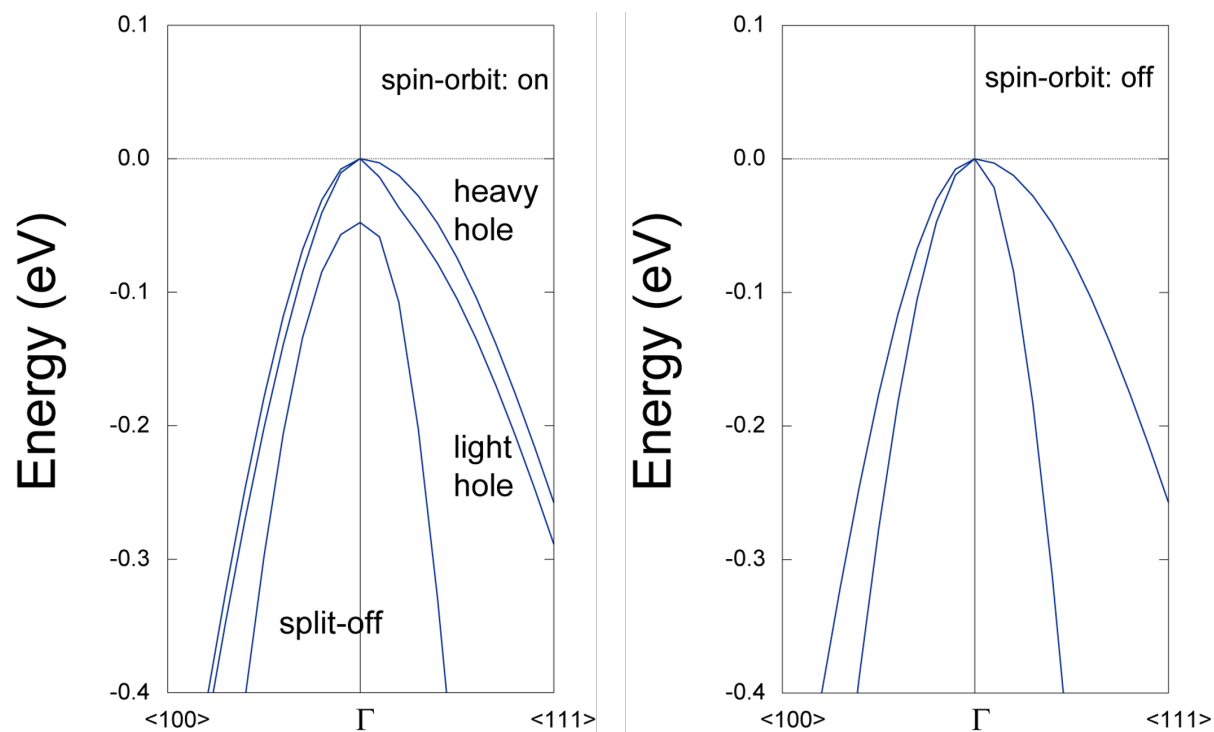 Energy (eV)
0.1
0.0
-0.1
-0.2
-0.3
-0.4
spin-orbit: on
heavy
hole
light
hole
split-off
<100>
Γ
<111>
Energy (eV)
0.1
0.0
-0.1
-0.2
-0.3
-0.4
spin-orbit: off
<100>
Γ
<111>